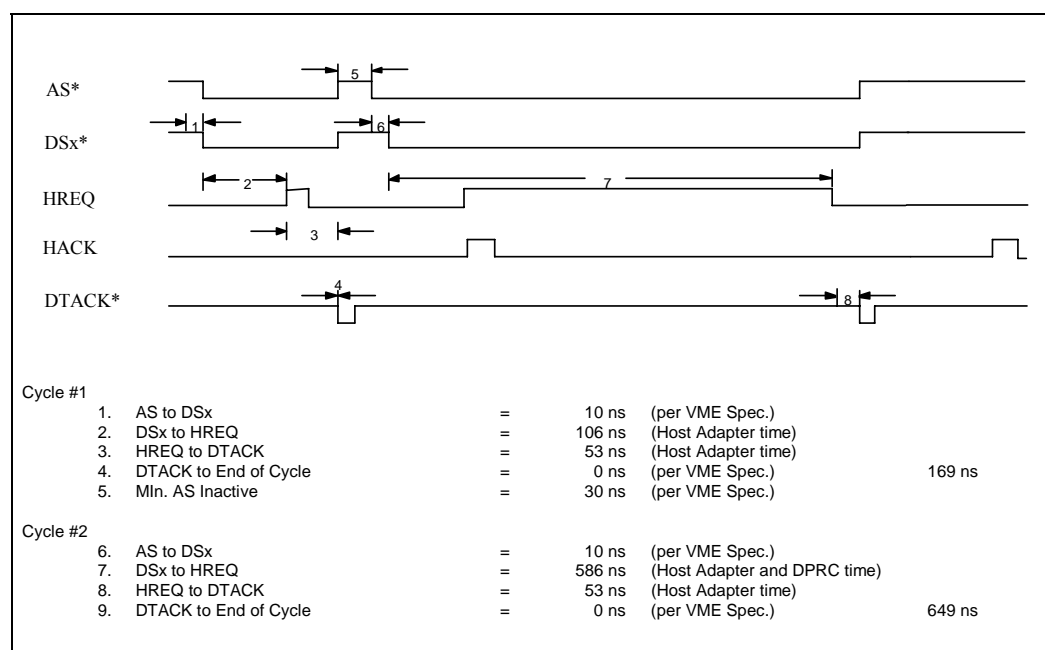 5
AS*
1
6
DSx*
2
7
HREQ
3
HACK
4
DTACK*
8
Cycle #1
1. AS to DSx = 10 ns (per VME Spec.)
2. DSx to HREQ = 106 ns (Host Adapter time)
3. HREQ to DTACK = 53 ns (Host Adapter time)
4. DTACK to End of Cycle = 0 ns (per VME Spec.) 169 ns
5. MIn. AS Inactive = 30 ns (per VME Spec.)
Cycle #2
6. AS to DSx = 10 ns (per VME Spec.)
7. DSx to HREQ = 586 ns (Host Adapter and DPRC time)
8. HREQ to DTACK = 53 ns (Host Adapter time)
9. DTACK to End of Cycle = 0 ns (per VME Spec.) 649 ns